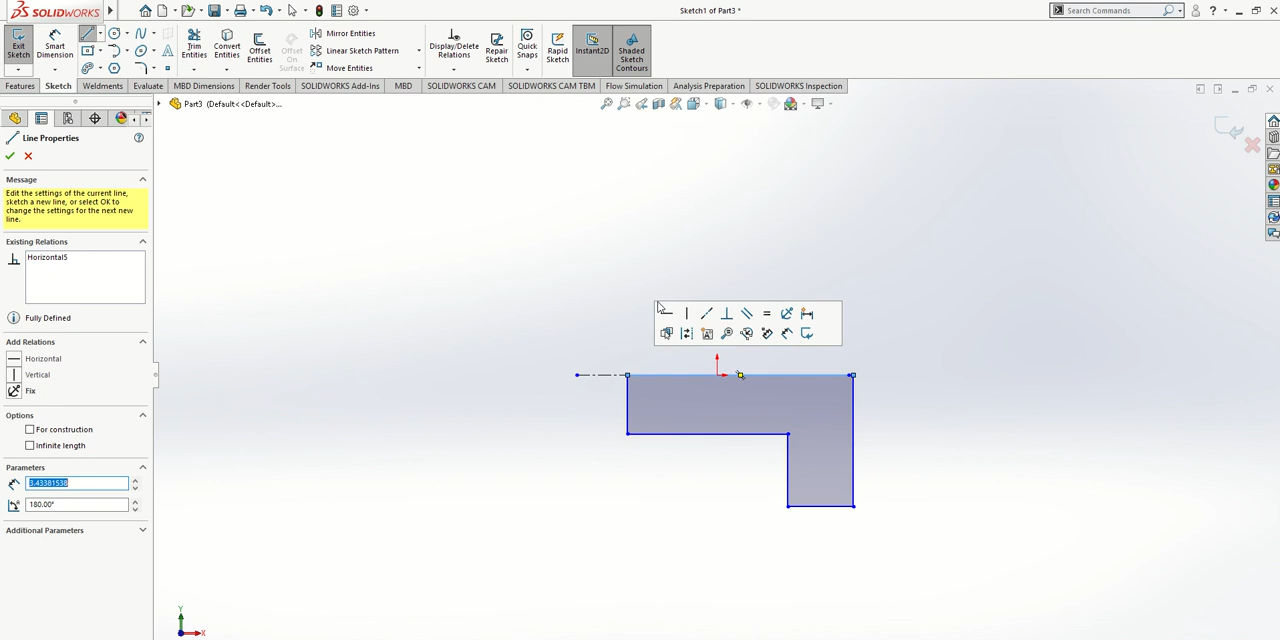 SOLIDWORKS
Sketch1 of Part3 *
Search Commands
Exit Sketch
Smart Dimension
Trim Entities
Convert Entities
Offset Entities
Offset On Surface
Mirror Entities
Linear Sketch Pattern
Move Entities
Display/Delete Relations
Repair Sketch
Quick Snaps
Rapid Sketch
Instant2D
Shaded Sketch Contours
Features
Sketch
Weldments
Evaluate
MBD Dimensions
Render Tools
SOLIDWORKS Add-Ins
MBD
SOLIDWORKS CAM
SOLIDWORKS CAM TBM
Flow Simulation
Analysis Preparation
SOLIDWORKS Inspection
Part3 (Default<<Default>...
Line Properties
Message
Edit the settings of the current line,
sketch a new line, or select OK to
change the settings for the next new
line.
Existing Relations
Horizontal5
Fully Defined
Add Relations
Horizontal
Vertical
Fix
Options
For construction
Infinite length
Parameters
3.43381538
180.00°
Additional Parameters
Y
X